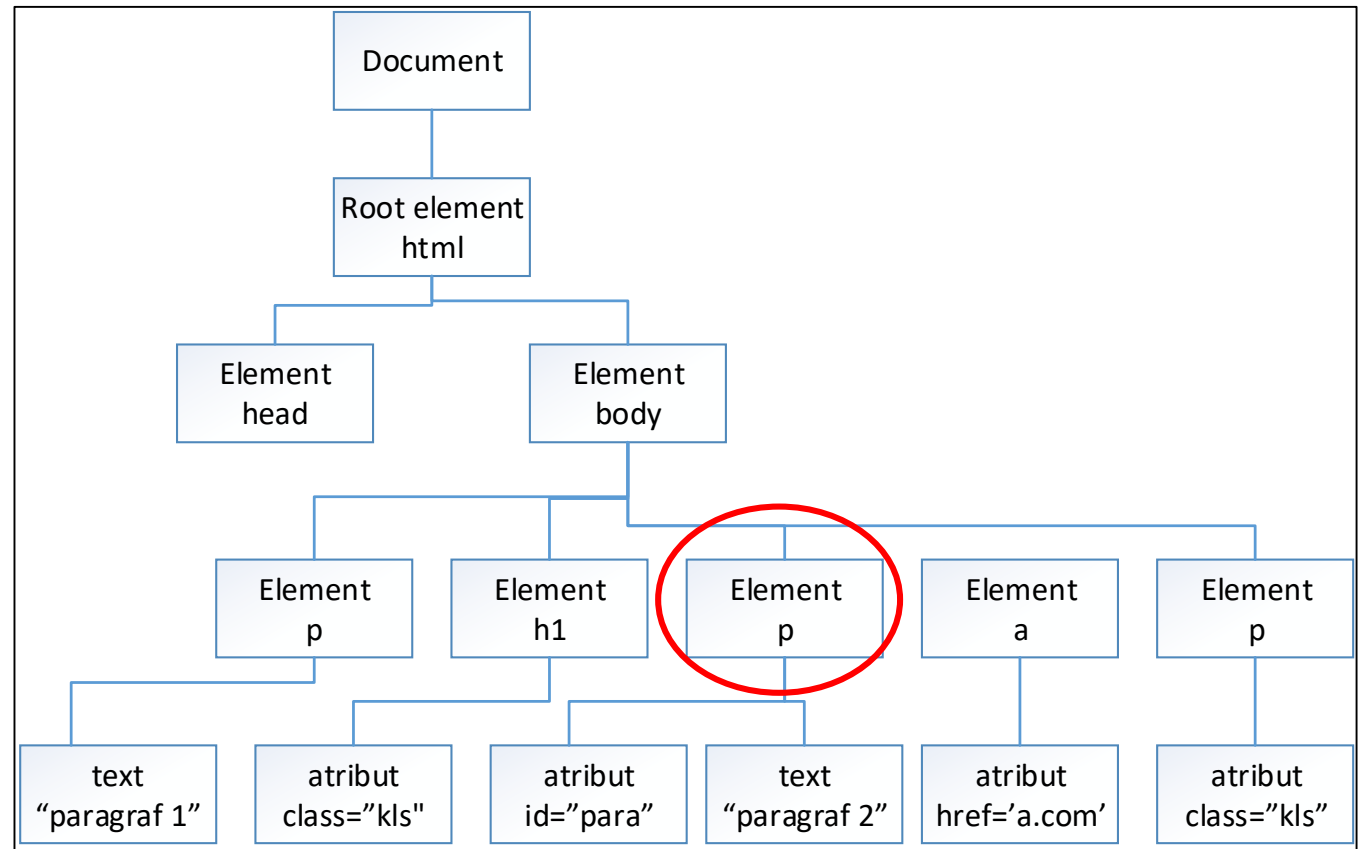 Document
Root element
html
Element
head
Element
body
Element
p
Element
h1
Element
p
Element
a
Element
p
text
“paragraf 1”
atribut
class=”kls"
atribut
id=”para”
text
“paragraf 2”
atribut
href=’a.com’
atribut
class=”kls”